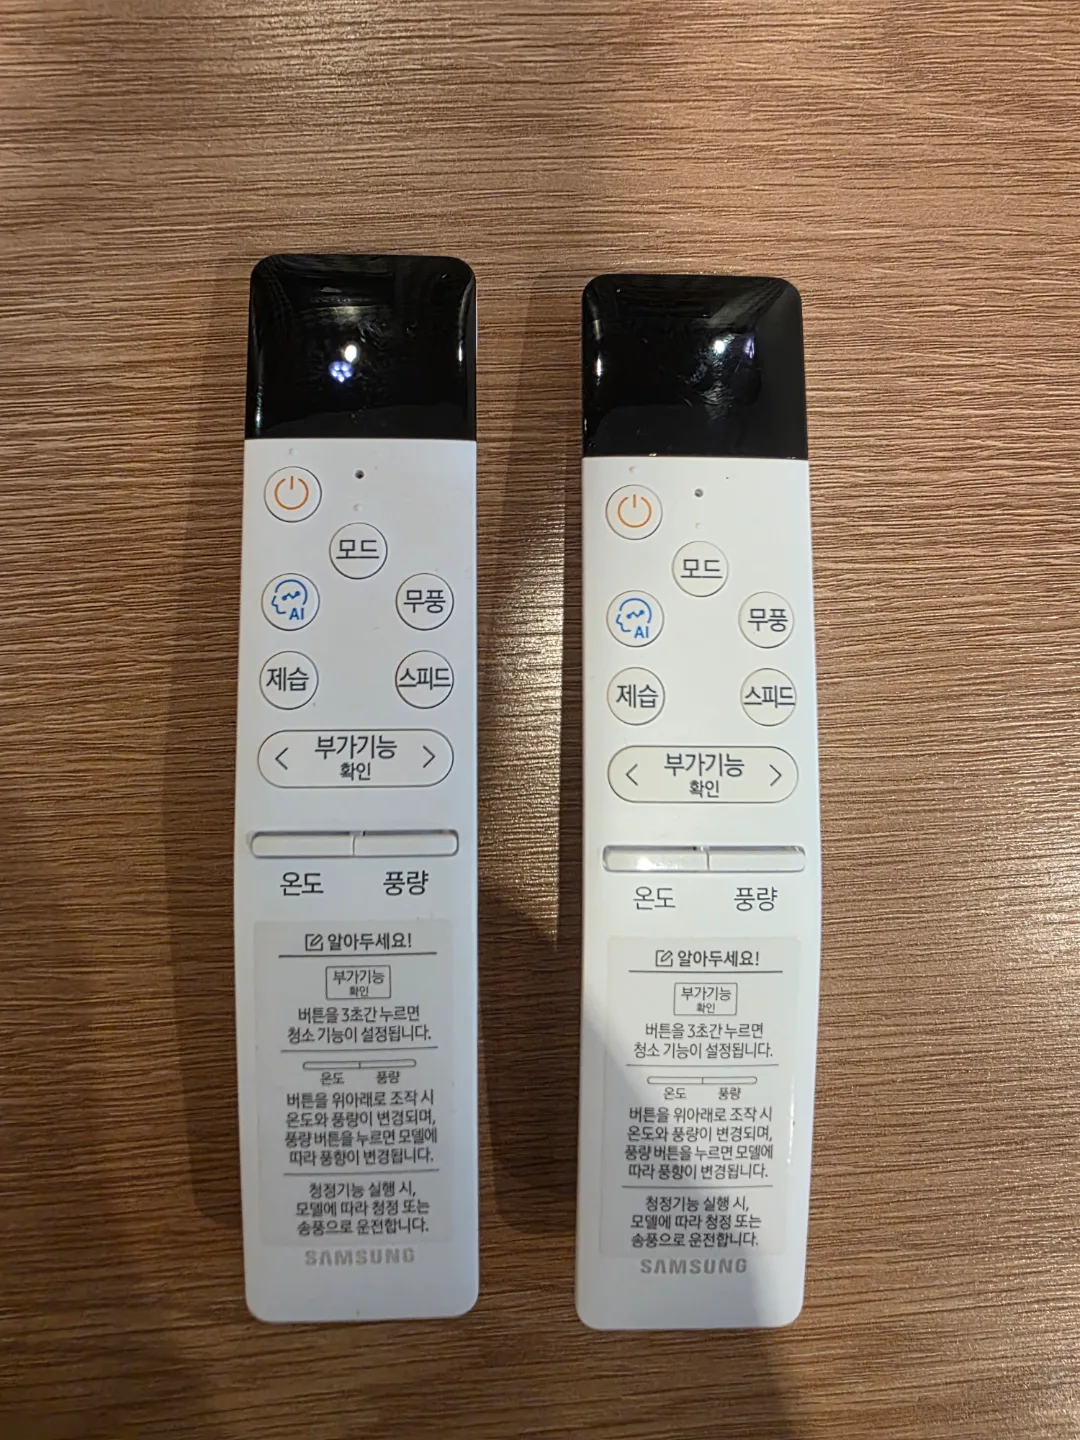 모드
AI
무풍
제습
스피드
< 부가기능 >
확인
온도 풍량
알아두세요!
부가기능
확인
버튼을 3초간 누르면
청소 기능이 설정됩니다.
온도 풍량
버튼을 위아래로 조작 시
온도와 풍량이 변경되며,
풍량 버튼을 누르면 모델에
따라 풍향이 변경됩니다.
청정기능 실행 시,
모델에 따라 청정 또는
송풍으로 운전합니다.
SAMSUNG
모드
AI
무풍
제습
스피드
< 부가기능 >
확인
온도 풍량
알아두세요!
부가기능
확인
버튼을 3초간 누르면
청소 기능이 설정됩니다.
온도 풍량
버튼을 위아래로 조작 시
온도와 풍량이 변경되며,
풍량 버튼을 누르면 모델에
따라 풍향이 변경됩니다.
청정기능 실행 시,
모델에 따라 청정 또는
송풍으로 운전합니다.
SAMSUNG